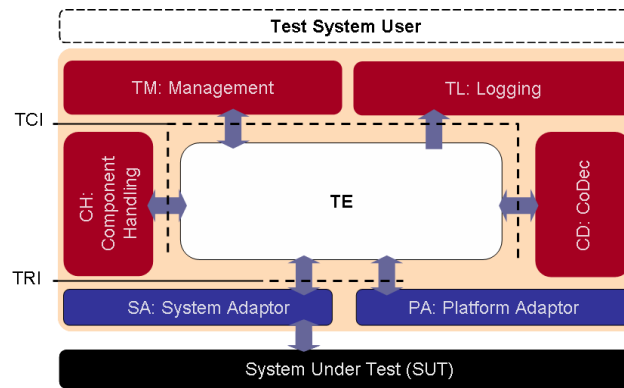 Test System User
TM: Management
TL: Logging
TCI
CH:
Component
Handling
TE
CD: CoDec
TRI
SA: System Adaptor
PA: Platform Adaptor
System Under Test (SUT)